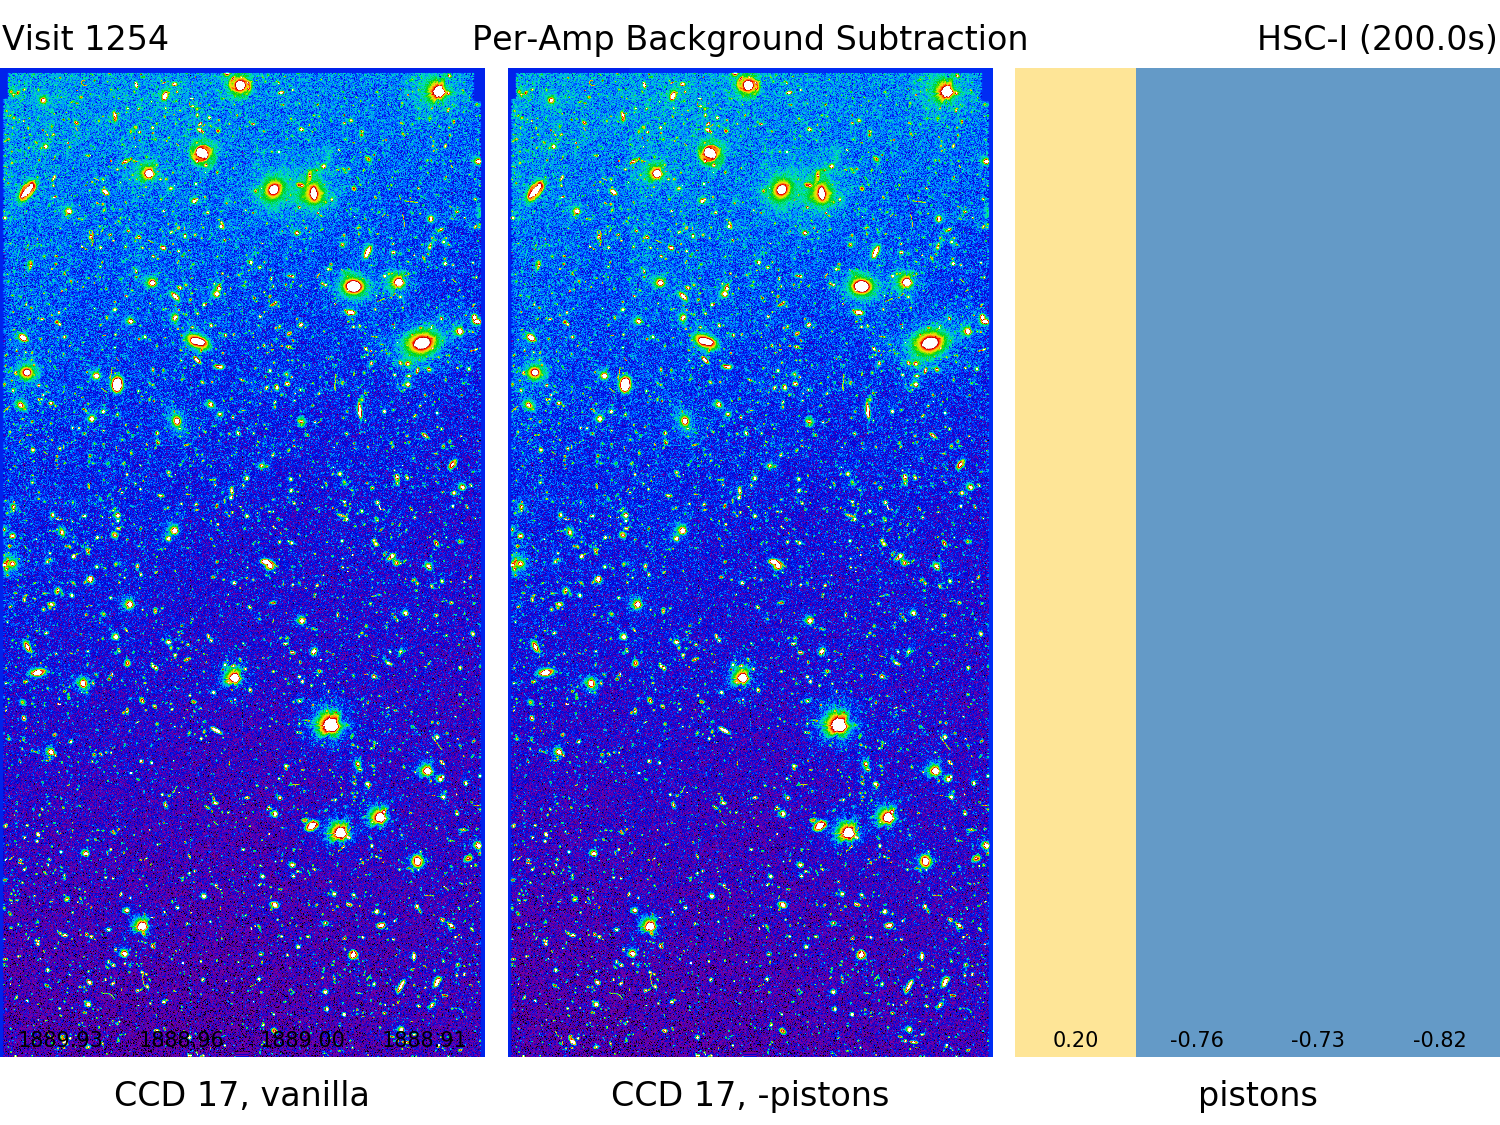 Visit 1254 Per-Amp Background Subtraction HSC-I (200.0s)
1889.93 1888.96 1889.00 1888.91 0.20 -0.76 -0.73 -0.82
CCD 17, vanilla CCD 17, -pistons pistons